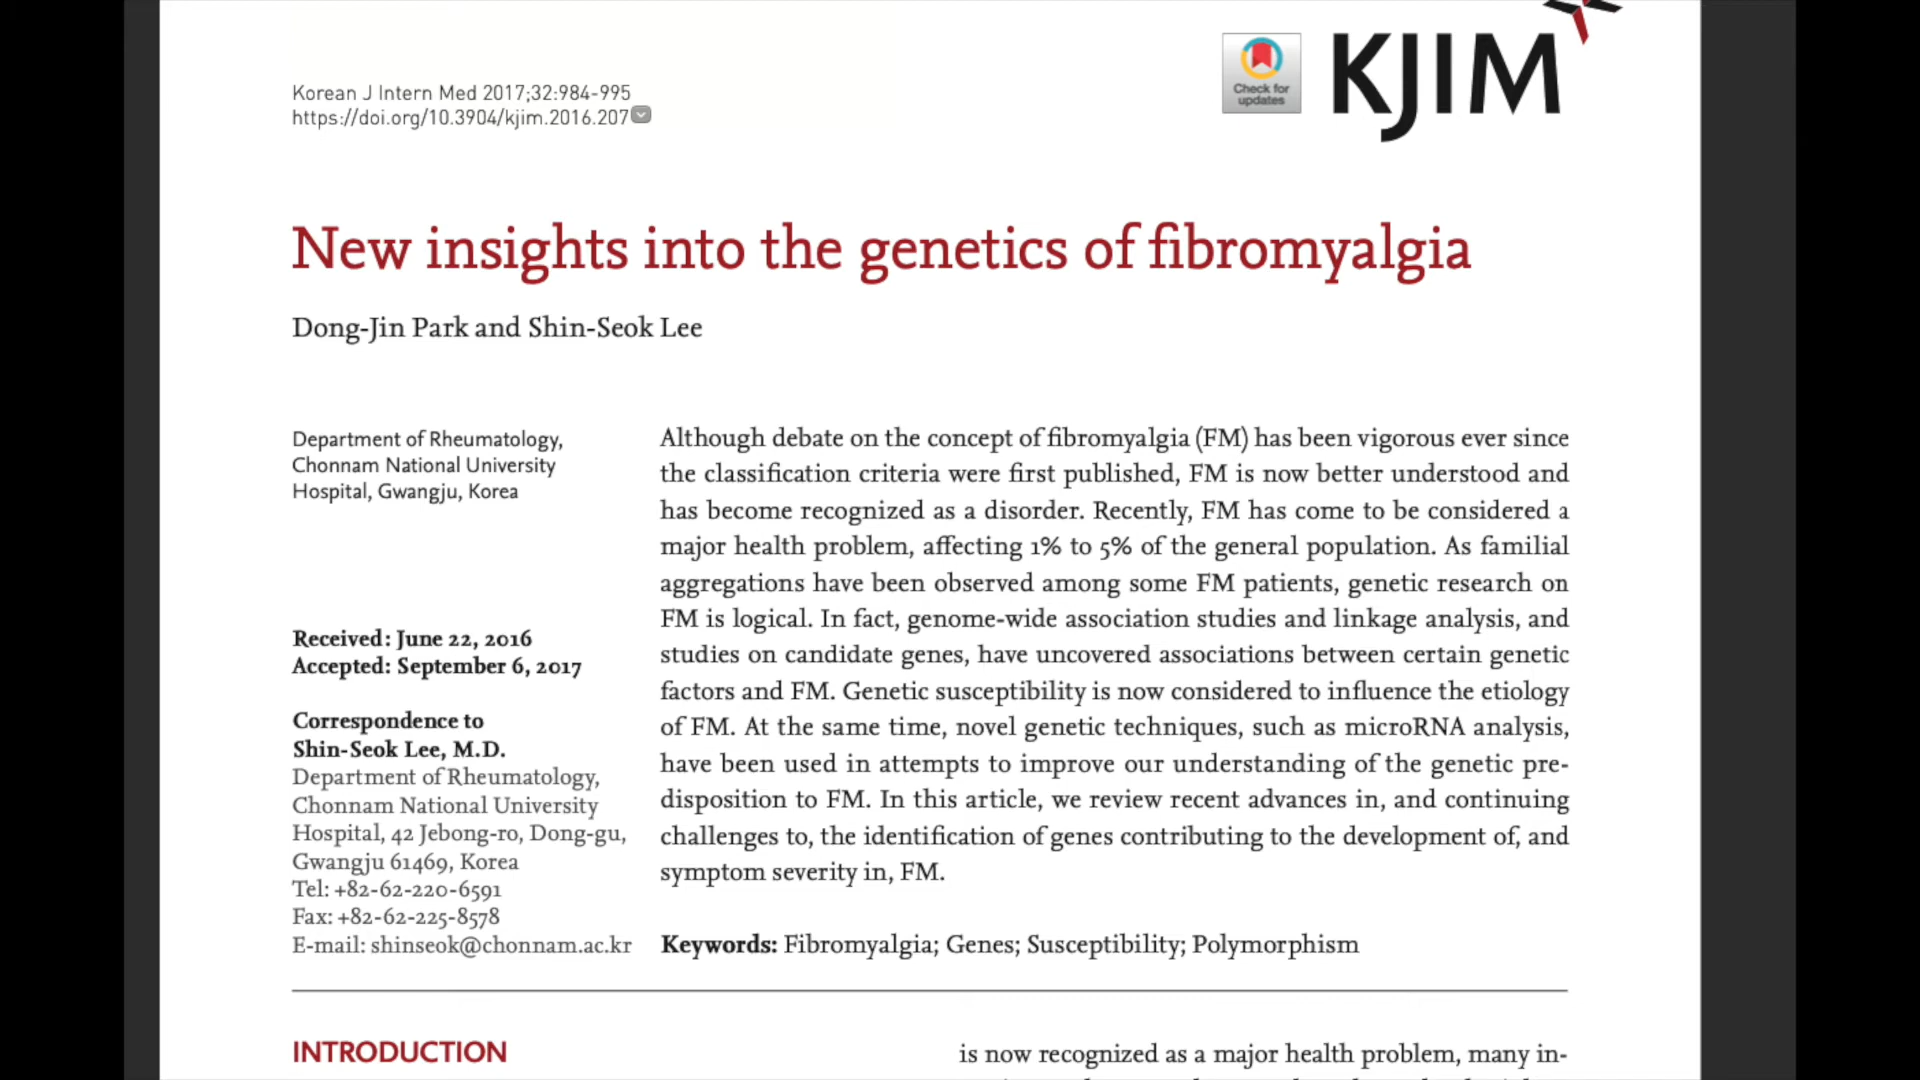 Korean J Intern Med 2017;32:984-995
https://doi.org/10.3904/kjim.2016.207
Check for
updates
KJIM
New insights into the genetics of fibromyalgia
Dong-Jin Park and Shin-Seok Lee
Department of Rheumatology,
Chonnam National University
Hospital, Gwangju, Korea
Received: June 22, 2016
Accepted: September 6, 2017
Correspondence to
Shin-Seok Lee, M.D.
Department of Rheumatology,
Chonnam National University
Hospital, 42 Jebong-ro, Dong-gu,
Gwangju 61469, Korea
Tel: +82-62-220-6591
Fax: +82-62-225-8578
E-mail: shinseok@chonnam.ac.kr
Although debate on the concept of fibromyalgia (FM) has been vigorous ever since
the classification criteria were first published, FM is now better understood and
has become recognized as a disorder. Recently, FM has come to be considered a
major health problem, affecting 1% to 5% of the general population. As familial
aggregations have been observed among some FM patients, genetic research on
FM is logical. In fact, genome-wide association studies and linkage analysis, and
studies on candidate genes, have uncovered associations between certain genetic
factors and FM. Genetic susceptibility is now considered to influence the etiology
of FM. At the same time, novel genetic techniques, such as microRNA analysis,
have been used in attempts to improve our understanding of the genetic pre-
disposition to FM. In this article, we review recent advances in, and continuing
challenges to, the identification of genes contributing to the development of, and
symptom severity in, FM.
Keywords: Fibromyalgia; Genes; Susceptibility; Polymorphism
INTRODUCTION
is now recognized as a major health problem, many in-